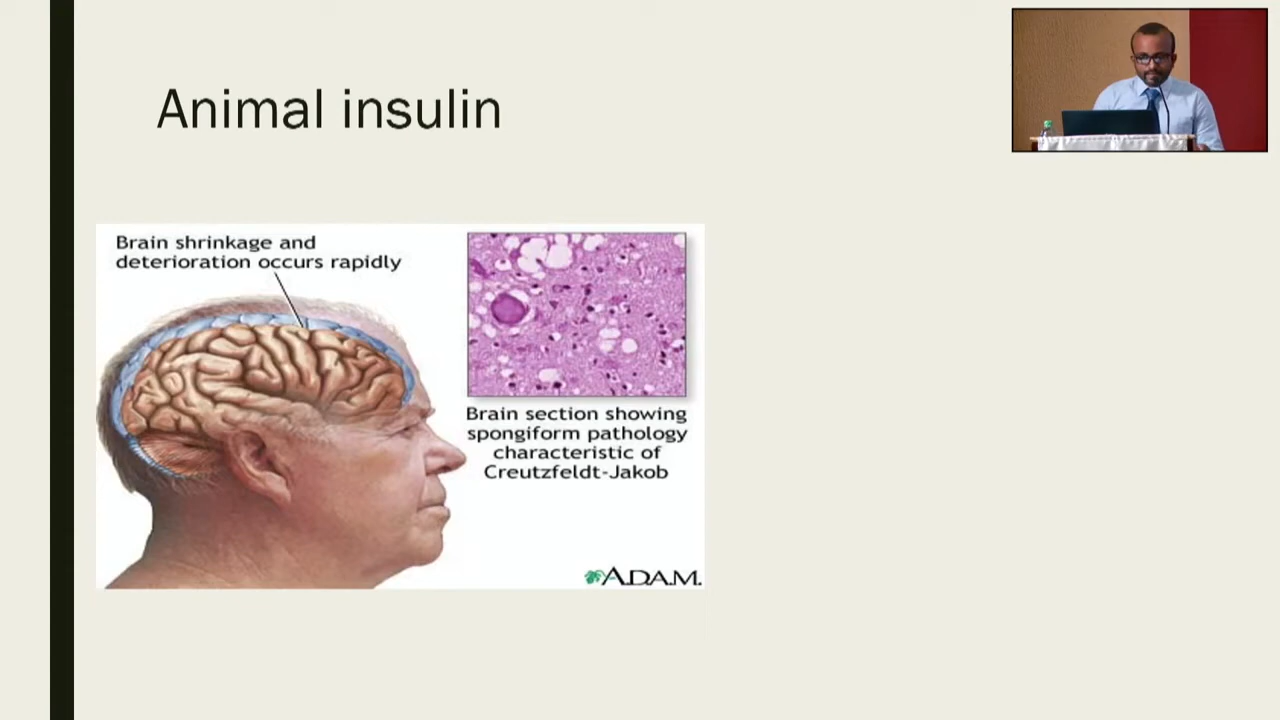 Animal insulin
Brain shrinkage and
deterioration occurs rapidly
Brain section showing
spongiform pathology
characteristic of
Creutzfeldt-Jakob
A.D.A.M.